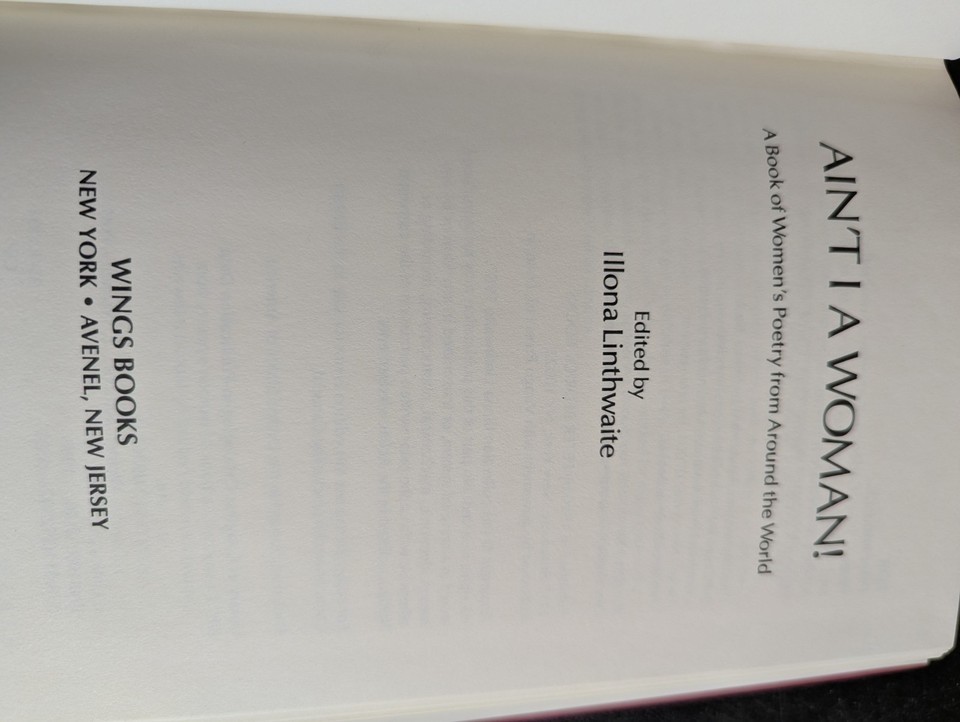 AIN'T I A WOMAN!
A Book of Women's Poetry from Around the World
Edited by
Illona Linthwaite
WINGS BOOKS
NEW YORK • AVENEL, NEW JERSEY